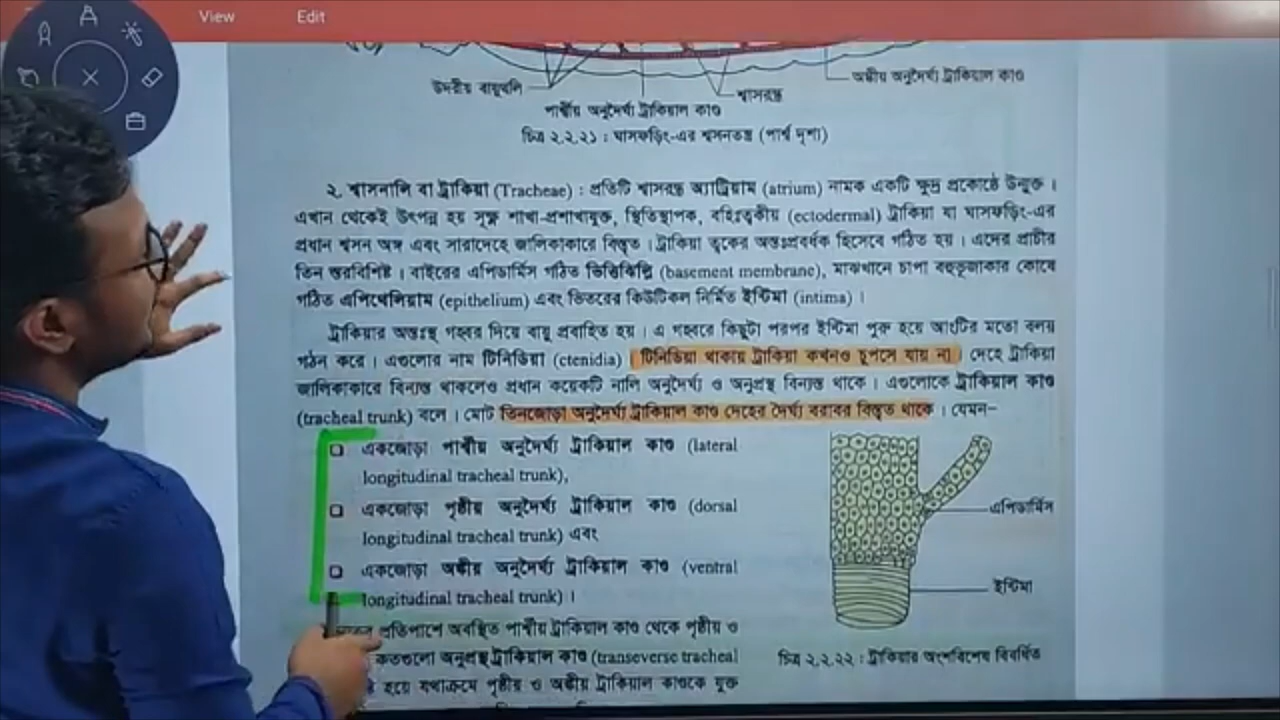 View Edit
উদরীয় বায়ুথলি
শ্বাসরন্ধ্র
অঙ্কীয় অনুদৈর্ঘ্য ট্রাকিয়াল কাণ্ড
পার্শ্বীয় অনুদৈর্ঘ্য ট্রাকিয়াল কাণ্ড
চিত্র ২.২.২১ : ঘাসফড়িং-এর শ্বসনতন্ত্র (পার্শ্ব দৃশ্য)
২. শ্বাসনালি বা ট্রাকিয়া (Tracheae) : প্রতিটি শ্বাসরন্ধ্র অ্যাট্রিয়াম (atrium) নামক একটি ক্ষুদ্র প্রকোষ্ঠে উন্মুক্ত ।
এখান থেকেই উৎপন্ন হয় সূক্ষ্ম শাখা-প্রশাখাযুক্ত, স্থিতিস্থাপক, বহিঃত্বকীয় (ectodermal) ট্রাকিয়া যা ঘাসফড়িং-এর
প্রধান শ্বসন অঙ্গ এবং সারাদেহে জালিকাকারে বিস্তৃত । ট্রাকিয়া ত্বকের অন্তঃপ্রবর্ধক হিসেবে গঠিত হয় । এদের প্রাচীর
তিন স্তরবিশিষ্ট । বাইরের এপিডার্মিস গঠিত ভিত্তিঝিল্লি (basement membrane), মাঝখানে চাপা বহুভূজাকার কোষে
গঠিত এপিথেলিয়াম (epithelium) এবং ভিতরের কিউটিকল নির্মিত ইন্টিমা (intima) ।
ট্রাকিয়ার অন্তঃস্থ গহ্বর দিয়ে বায়ু প্রবাহিত হয় । এ গহ্বরে কিছুটা পরপর ইন্টিমা পুরু হয়ে আংটির মতো বলয়
গঠন করে । এগুলোর নাম টিনিডিয়া (ctenidia) । টিনিডিয়া থাকায় ট্রাকিয়া কখনও চুপসে যায় না । দেহে ট্রাকিয়া
জালিকাকারে বিন্যস্ত থাকলেও প্রধান কয়েকটি নালি অনুদৈর্ঘ্য ও অনুপ্রস্থ বিন্যস্ত থাকে । এগুলোকে ট্রাকিয়াল কাণ্ড
(tracheal trunk) বলে । মোট তিনজোড়া অনুদৈর্ঘ্য ট্রাকিয়াল কাণ্ড দেহের দৈর্ঘ্য বরাবর বিস্তৃত থাকে । যেমন–
একজোড়া পার্শ্বীয় অনুদৈর্ঘ্য ট্রাকিয়াল কাণ্ড (lateral
longitudinal tracheal trunk),
একজোড়া পৃষ্ঠীয় অনুদৈর্ঘ্য ট্রাকিয়াল কাণ্ড (dorsal
longitudinal tracheal trunk) এবং
একজোড়া অঙ্কীয় অনুদৈর্ঘ্য ট্রাকিয়াল কাণ্ড (ventral
longitudinal tracheal trunk) ।
এপিডার্মিস
ইন্টিমা
প্রতিপাশে অবস্থিত পার্শ্বীয় ট্রাকিয়াল কাণ্ড থেকে পৃষ্ঠীয় ও
কতগুলো অনুপ্রস্থ ট্রাকিয়াল কাণ্ড (transeverse tracheal
হয়ে যথাক্রমে পৃষ্ঠীয় ও অঙ্কীয় ট্রাকিয়াল কাণ্ডকে যুক্ত
চিত্র ২.২.২২ : ট্রাকিয়ার অংশবিশেষ বিবর্ধিত